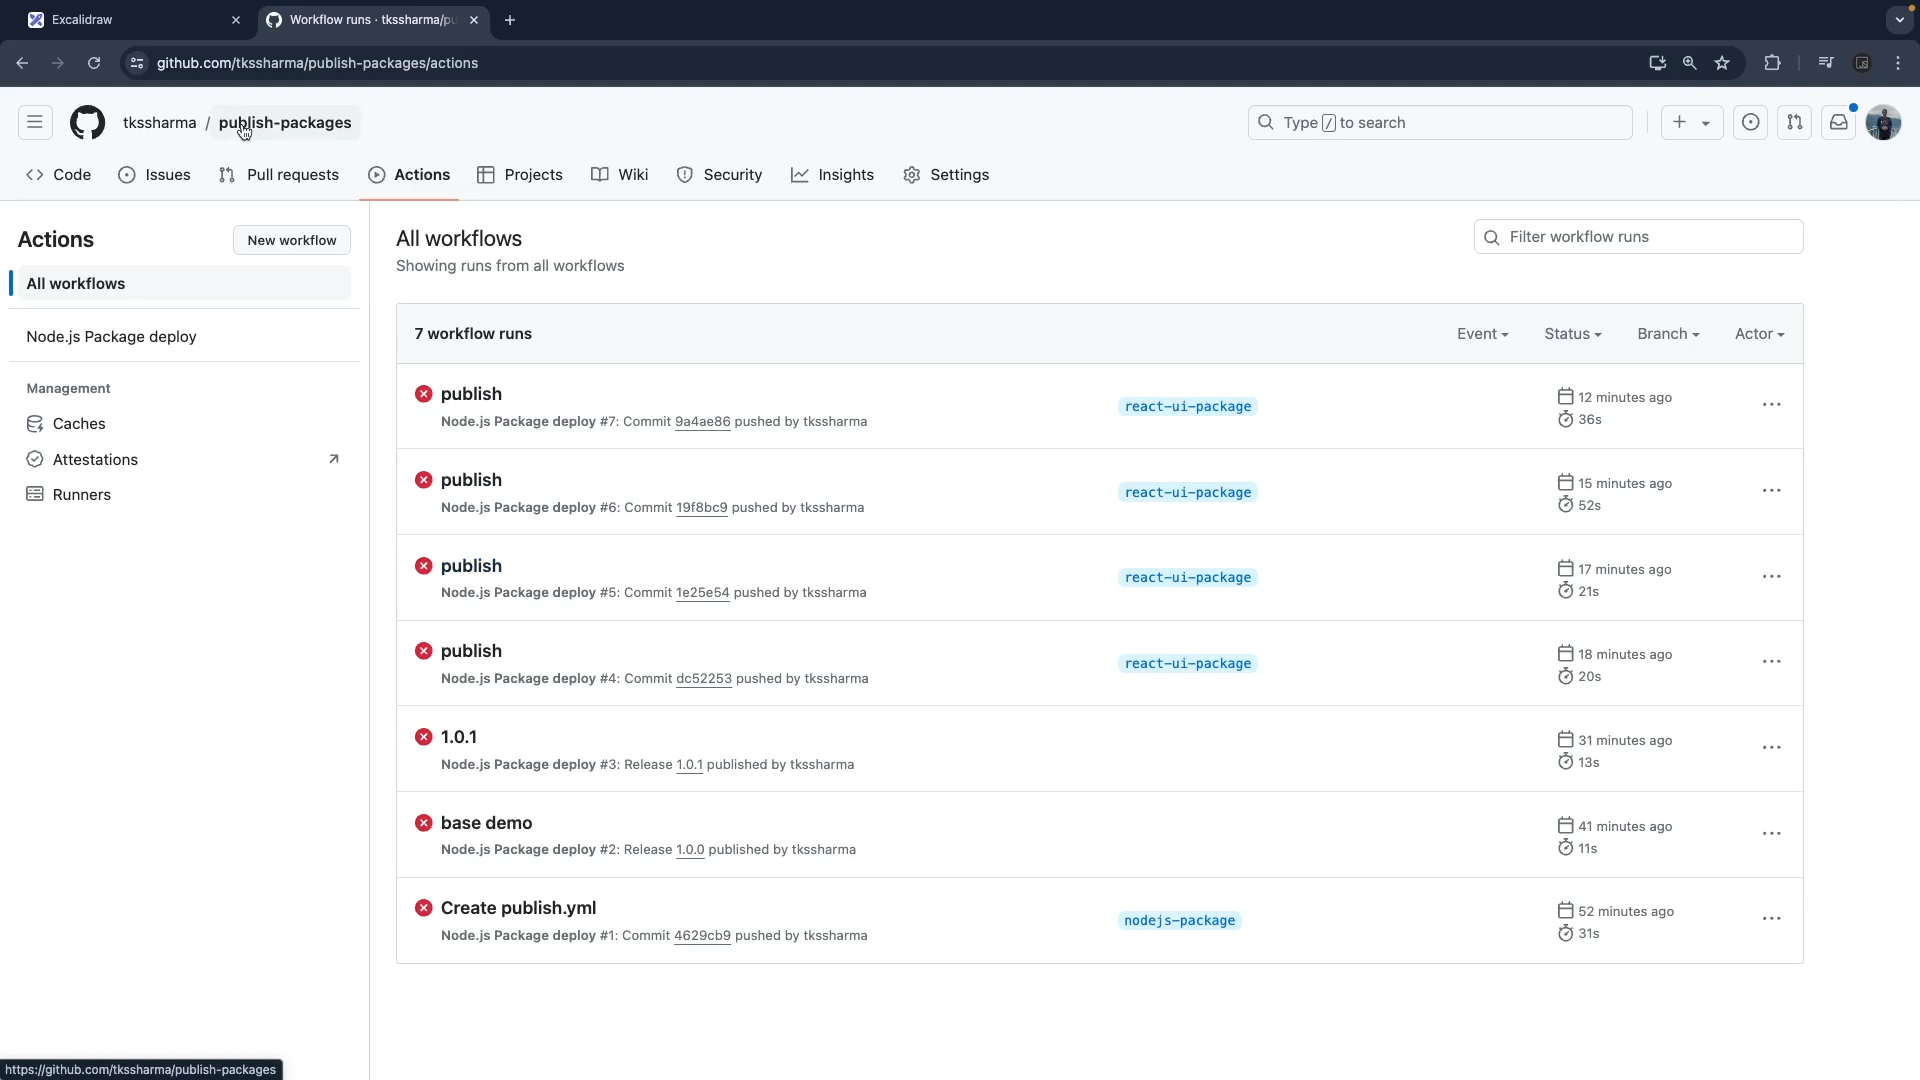 Excalidraw
Workflow runs · tkssharma/pu
github.com/tkssharma/publish-packages/actions
tkssharma / publish-packages
Type / to search
Code
Issues
Pull requests
Actions
Projects
Wiki
Security
Insights
Settings
Actions
New workflow
All workflows
Node.js Package deploy
Management
Caches
Attestations
Runners
All workflows
Showing runs from all workflows
Filter workflow runs
7 workflow runs
Event
Status
Branch
Actor
publish
Node.js Package deploy #7: Commit 9a4ae86 pushed by tkssharma
react-ui-package
12 minutes ago
36s
publish
Node.js Package deploy #6: Commit 19f8bc9 pushed by tkssharma
react-ui-package
15 minutes ago
52s
publish
Node.js Package deploy #5: Commit 1e25e54 pushed by tkssharma
react-ui-package
17 minutes ago
21s
publish
Node.js Package deploy #4: Commit dc52253 pushed by tkssharma
react-ui-package
18 minutes ago
20s
1.0.1
Node.js Package deploy #3: Release 1.0.1 published by tkssharma
31 minutes ago
13s
base demo
Node.js Package deploy #2: Release 1.0.0 published by tkssharma
41 minutes ago
11s
Create publish.yml
Node.js Package deploy #1: Commit 4629cb9 pushed by tkssharma
nodejs-package
52 minutes ago
31s
https://github.com/tkssharma/publish-packages